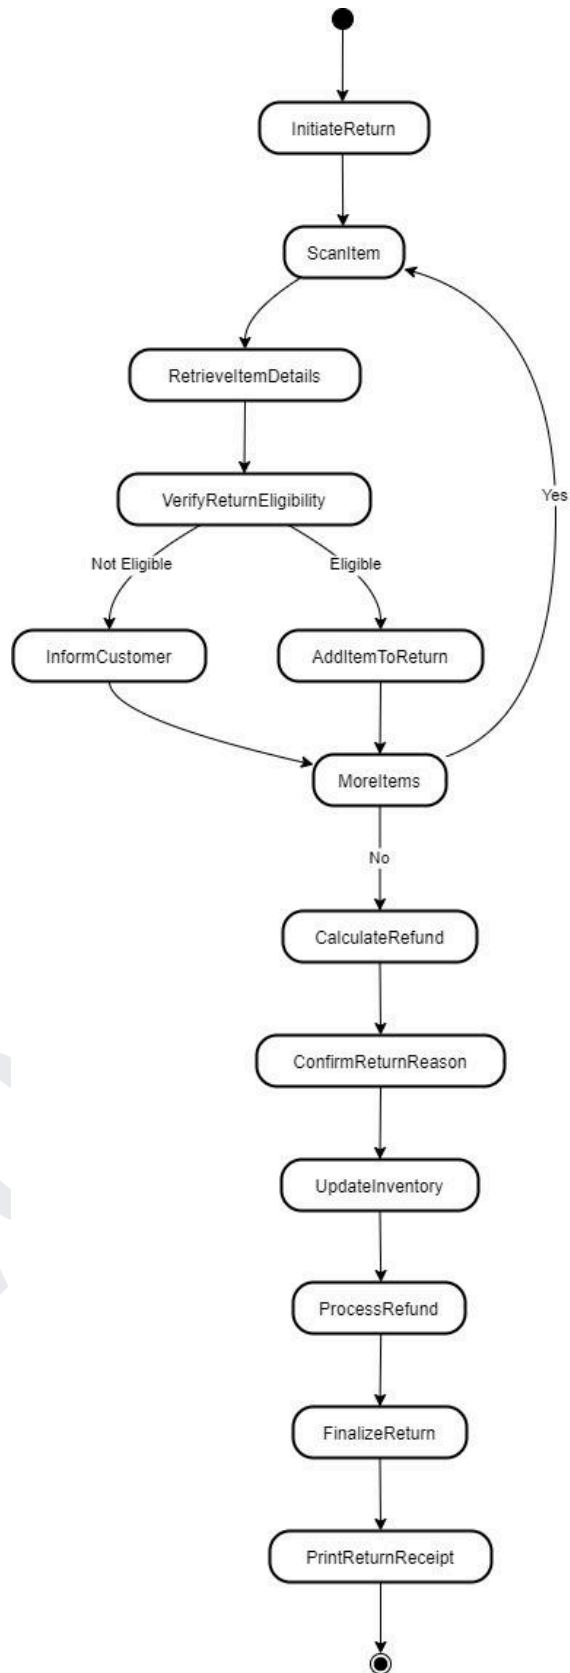 InitiateReturn
ScanItem
RetrieveItemDetails
VerifyReturnEligibility
Yes
Not Eligible
Eligible
InformCustomer
AddItemToReturn
MoreItems
No
CalculateRefund
ConfirmReturnReason
UpdateInventory
ProcessRefund
FinalizeReturn
PrintReturnReceipt